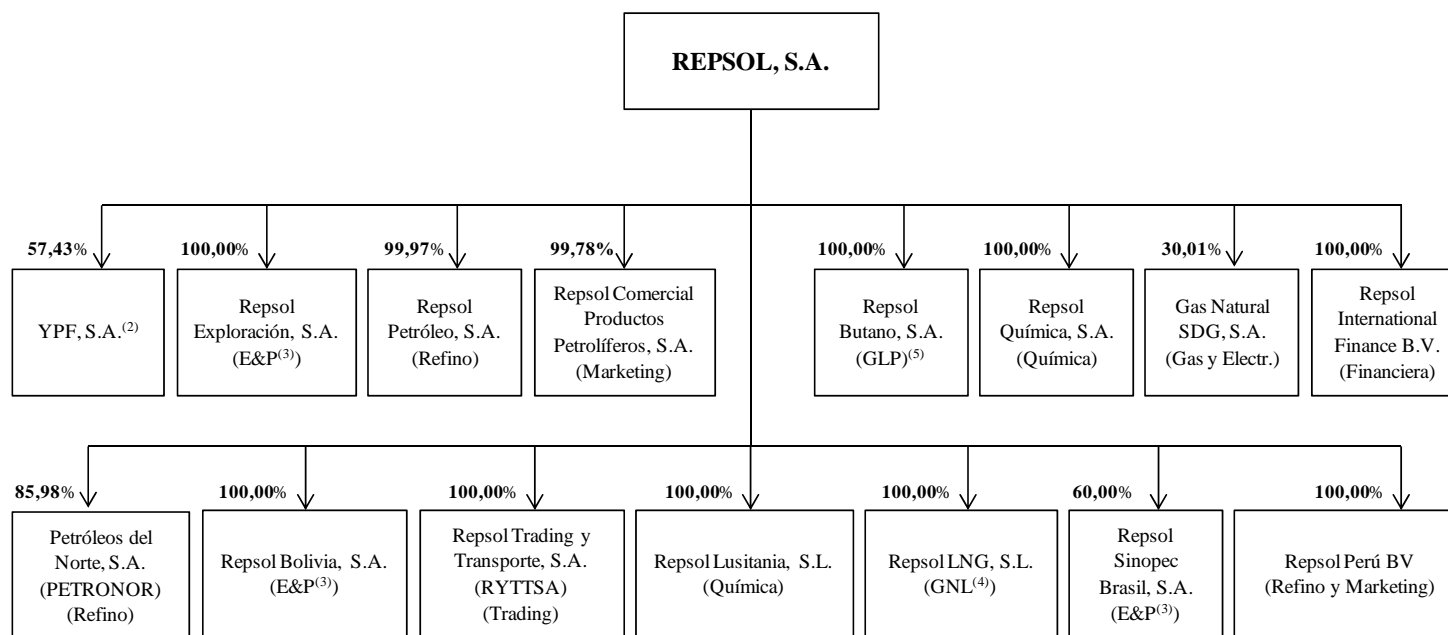 REPSOL, S.A.
57,43%
YPF, S.A.(2)
100,00%
Repsol
Exploración, S.A.
(E&P(3))
99,97%
Repsol
Petróleo, S.A.
(Refino)
99,78%
Repsol Comercial
Productos
Petrolíferos, S.A.
(Marketing)
100,00%
Repsol
Butano, S.A.
(GLP)(5)
100,00%
Repsol
Química, S.A.
(Química)
30,01%
Gas Natural
SDG, S.A.
(Gas y Electr.)
100,00%
Repsol
International
Finance B.V.
(Financiera)
85,98%
Petróleos del
Norte, S.A.
(PETRONOR)
(Refino)
100,00%
Repsol Bolivia, S.A.
(E&P(3))
100,00%
Repsol Trading y
Transporte, S.A.
(RYTTSA)
(Trading)
100,00%
Repsol Lusitania, S.L.
(Química)
100,00%
Repsol LNG, S.L.
(GNL(4))
60,00%
Repsol
Sinopec
Brasil, S.A.
(E&P(3))
100,00%
Repsol Perú BV
(Refino y Marketing)